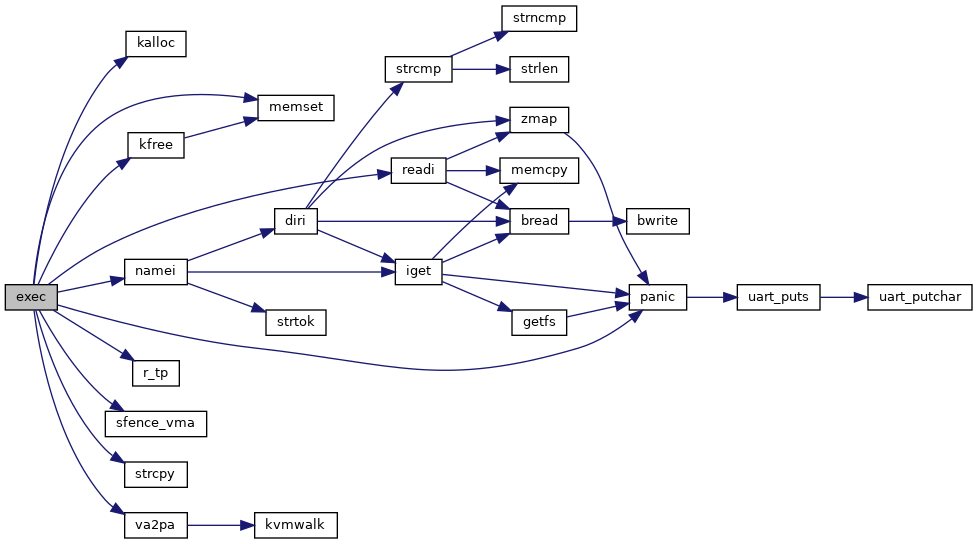 strncmp
kalloc
strcmp
strlen
memset
zmap
kfree
readi
memcpy
diri
bread
bwrite
namei
iget
exec
panic
uart_puts
uart_putchar
strtok
getfs
r_tp
sfence_vma
strcpy
va2pa
kvmwalk